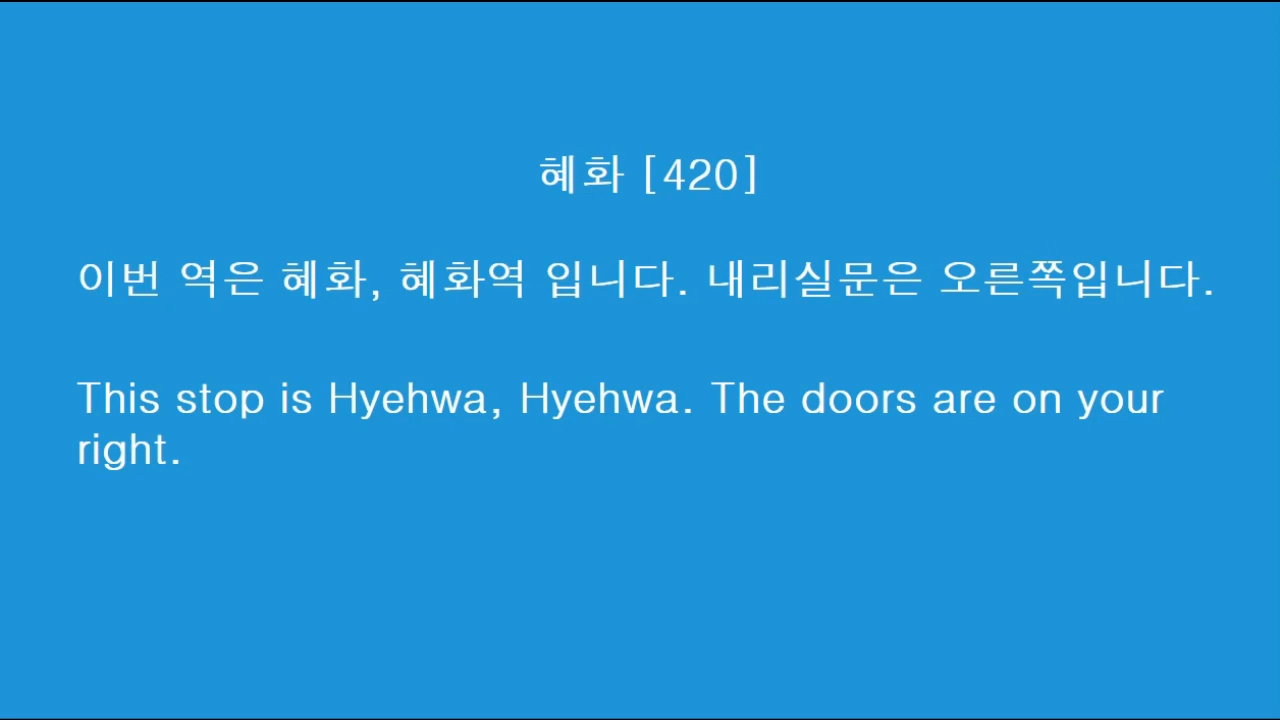 혜화 [420]
이번 역은 혜화, 혜화역 입니다. 내리실문은 오른쪽입니다.
This stop is Hyehwa, Hyehwa. The doors are on your
right.